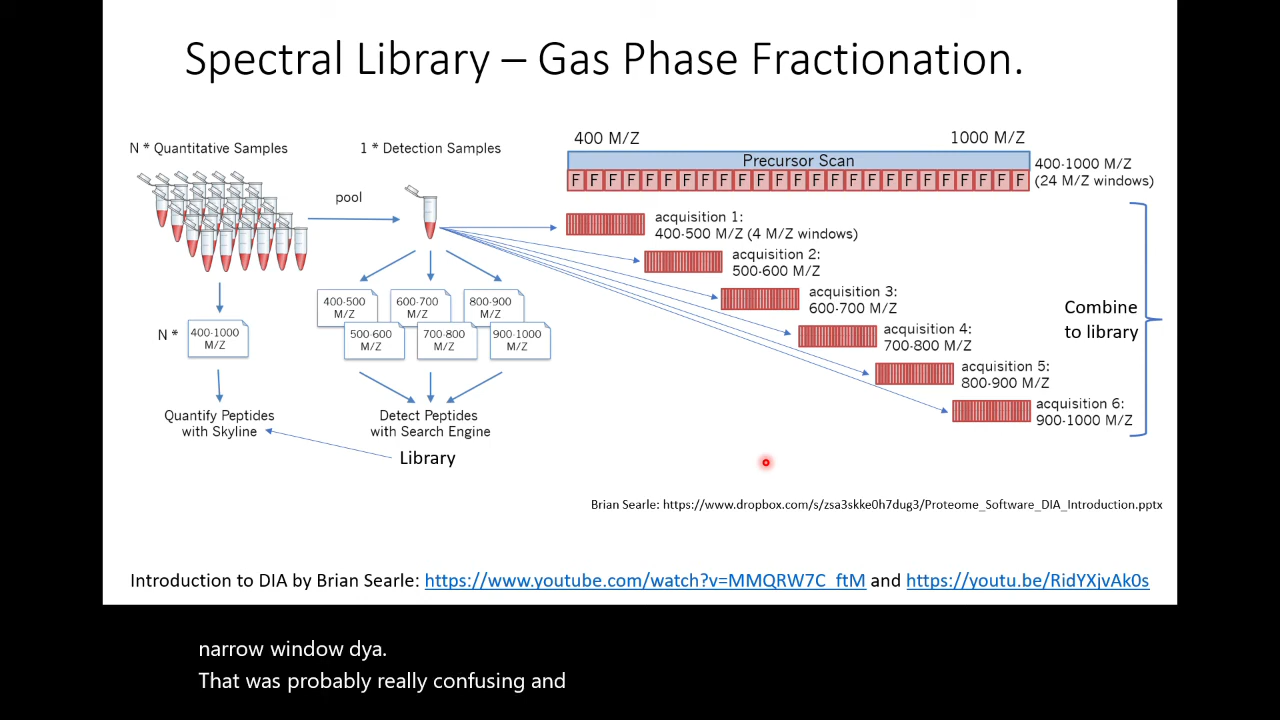 Spectral Library – Gas Phase Fractionation.
N * Quantitative Samples
1 * Detection Samples
pool
400-1000
M/Z
N *
Quantify Peptides
with Skyline
400-500
M/Z
600-700
M/Z
800-900
M/Z
500-600
M/Z
700-800
M/Z
900-1000
M/Z
Detect Peptides
with Search Engine
Library
400 M/Z
1000 M/Z
Precursor Scan
F F F F F F F F F F F F F F F F F F F F F F F F F
400-1000 M/Z
(24 M/Z windows)
acquisition 1:
400-500 M/Z (4 M/Z windows)
acquisition 2:
500-600 M/Z
acquisition 3:
600-700 M/Z
acquisition 4:
700-800 M/Z
acquisition 5:
800-900 M/Z
acquisition 6:
900-1000 M/Z
Combine
to library
Brian Searle: https://www.dropbox.com/s/zsa3skke0h7dug3/Proteome_Software_DIA_Introduction.pptx
Introduction to DIA by Brian Searle: https://www.youtube.com/watch?v=MMQRW7C_ftM and https://youtu.be/RidYXjvAk0s
narrow window dya.
That was probably really confusing and